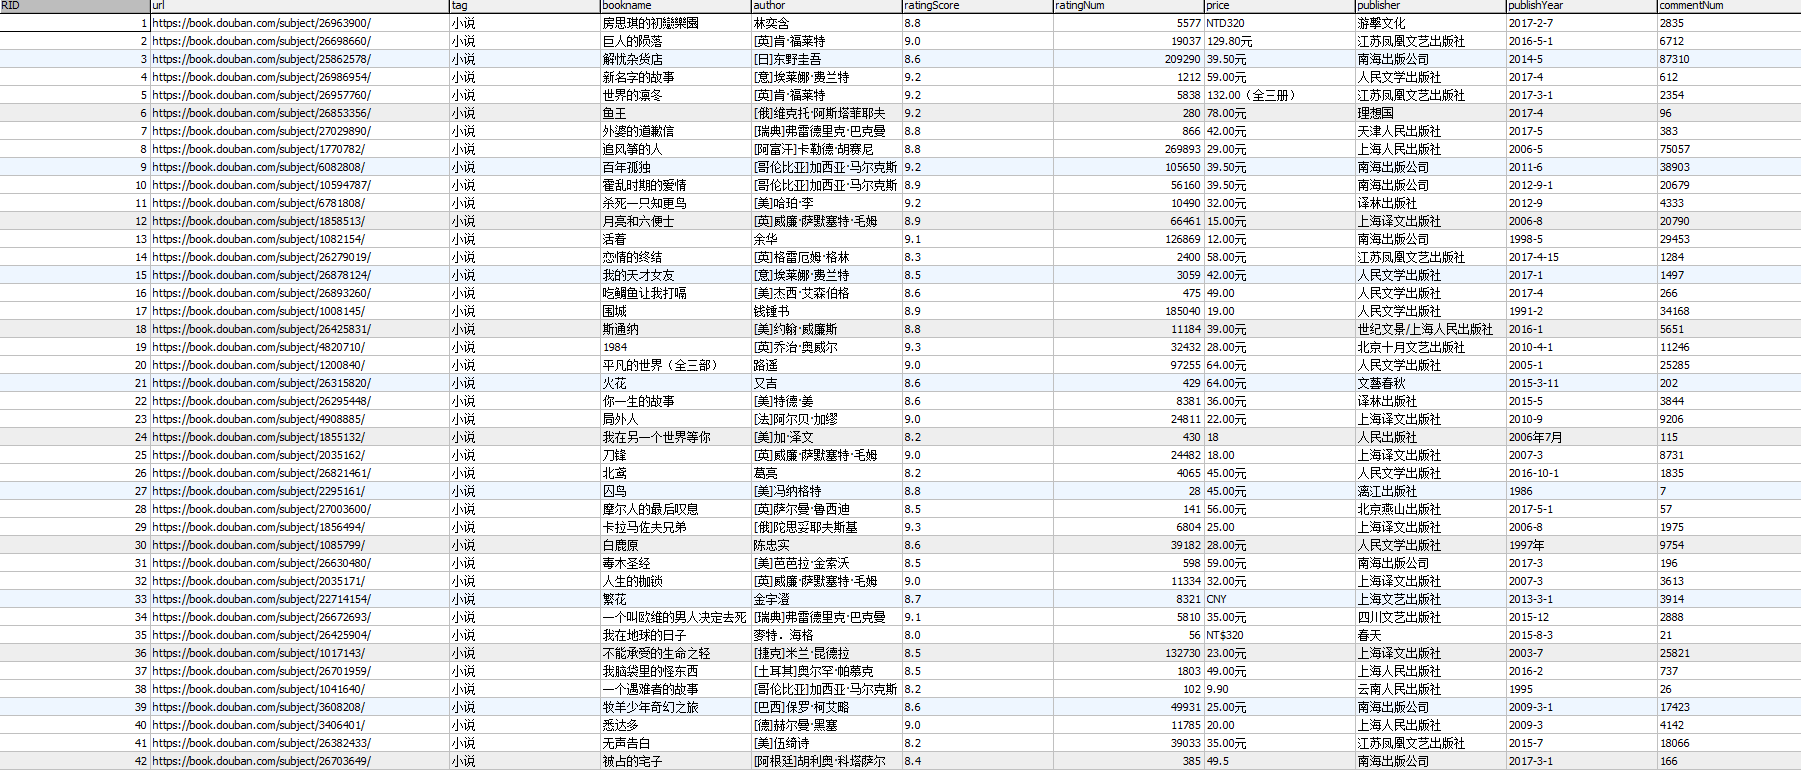 RID url tag bookname author ratingScore ratingNum price publisher publishYear commentNum
1 https://book.douban.com/subject/26963900/ 小说 房思琪的初戀樂園 林奕含 8.8 5577 NTD320 游擊文化 2017-2-7 2835
2 https://book.douban.com/subject/26698660/ 小说 巨人的陨落 [英]肯·福莱特 9.0 19037 129.80元 江苏凤凰文艺出版社 2016-5-1 6712
3 https://book.douban.com/subject/25862578/ 小说 解忧杂货店 [日]东野圭吾 8.6 209290 39.50元 南海出版公司 2014-5 87310
4 https://book.douban.com/subject/26986954/ 小说 新名字的故事 [意]埃莱娜·费兰特 9.2 1212 59.00元 人民文学出版社 2017-4 612
5 https://book.douban.com/subject/26957760/ 小说 世界的凛冬 [英]肯·福莱特 9.2 5838 132.00（全三册） 江苏凤凰文艺出版社 2017-3-1 2354
6 https://book.douban.com/subject/26853356/ 小说 鱼王 [俄]维克托·阿斯塔菲耶夫 9.2 280 78.00元 理想国 2017-4 96
7 https://book.douban.com/subject/27029890/ 小说 外婆的道歉信 [瑞典]弗雷德里克·巴克曼 8.8 866 42.00元 天津人民出版社 2017-5 383
8 https://book.douban.com/subject/1770782/ 小说 追风筝的人 [阿富汗]卡勒德·胡赛尼 8.8 269893 29.00元 上海人民出版社 2006-5 75057
9 https://book.douban.com/subject/6082808/ 小说 百年孤独 [哥伦比亚]加西亚·马尔克斯 9.2 105650 39.50元 南海出版公司 2011-6 38903
10 https://book.douban.com/subject/10594787/ 小说 霍乱时期的爱情 [哥伦比亚]加西亚·马尔克斯 8.9 56160 39.50元 南海出版公司 2012-9-1 20679
11 https://book.douban.com/subject/6781808/ 小说 杀死一只知更鸟 [美]哈珀·李 9.2 10490 32.00元 译林出版社 2012-9 4333
12 https://book.douban.com/subject/1858513/ 小说 月亮和六便士 [英]威廉·萨默塞特·毛姆 8.9 66461 15.00元 上海译文出版社 2006-8 20790
13 https://book.douban.com/subject/1082154/ 小说 活着 余华 9.1 126869 12.00元 南海出版公司 1998-5 29453
14 https://book.douban.com/subject/26279019/ 小说 恋情的终结 [英]格雷厄姆·格林 8.3 2400 58.00元 江苏凤凰文艺出版社 2017-4-15 1284
15 https://book.douban.com/subject/26878124/ 小说 我的天才女友 [意]埃莱娜·费兰特 8.5 3059 42.00元 人民文学出版社 2017-1 1497
16 https://book.douban.com/subject/26893260/ 小说 吃鲷鱼让我打嗝 [美]杰西·艾森伯格 8.6 475 49.00 人民文学出版社 2017-4 266
17 https://book.douban.com/subject/1008145/ 小说 围城 钱锺书 8.9 185040 19.00 人民文学出版社 1991-2 34168
18 https://book.douban.com/subject/26425831/ 小说 斯通纳 [美]约翰·威廉斯 8.8 11184 39.00元 世纪文景/上海人民出版社 2016-1 5651
19 https://book.douban.com/subject/4820710/ 小说 1984 [英]乔治·奥威尔 9.3 32432 28.00元 北京十月文艺出版社 2010-4-1 11246
20 https://book.douban.com/subject/1200840/ 小说 平凡的世界（全三部） 路遥 9.0 97255 64.00元 人民文学出版社 2005-1 25285
21 https://book.douban.com/subject/26315820/ 小说 火花 又吉 8.6 429 64.00元 文藝春秋 2015-3-11 202
22 https://book.douban.com/subject/26295448/ 小说 你一生的故事 [美]特德·姜 8.6 8381 36.00元 译林出版社 2015-5 3844
23 https://book.douban.com/subject/4908885/ 小说 局外人 [法]阿尔贝·加缪 9.0 24811 22.00元 上海译文出版社 2010-9 9206
24 https://book.douban.com/subject/1855132/ 小说 我在另一个世界等你 [美]加·泽文 8.2 430 18 人民出版社 2006年7月 115
25 https://book.douban.com/subject/2035162/ 小说 刀锋 [英]威廉·萨默塞特·毛姆 9.0 24482 18.00 上海译文出版社 2007-3 8731
26 https://book.douban.com/subject/26821461/ 小说 北鸢 葛亮 8.2 4065 45.00元 人民文学出版社 2016-10-1 1835
27 https://book.douban.com/subject/2295161/ 小说 囚鸟 [美]冯纳格特 8.8 28 45.00元 漓江出版社 1986 7
28 https://book.douban.com/subject/27003600/ 小说 摩尔人的最后叹息 [英]萨尔曼·鲁西迪 8.5 141 56.00元 北京燕山出版社 2017-5-1 57
29 https://book.douban.com/subject/1856494/ 小说 卡拉马佐夫兄弟 [俄]陀思妥耶夫斯基 9.3 6804 25.00 上海译文出版社 2006-8 1975
30 https://book.douban.com/subject/1085799/ 小说 白鹿原 陈忠实 8.6 39182 28.00元 人民文学出版社 1997年 9754
31 https://book.douban.com/subject/26630480/ 小说 毒木圣经 [美]芭芭拉·金索沃 8.5 598 59.00元 南海出版公司 2017-3 196
32 https://book.douban.com/subject/2035171/ 小说 人生的枷锁 [英]威廉·萨默塞特·毛姆 9.0 11334 32.00元 上海译文出版社 2007-3 3613
33 https://book.douban.com/subject/22714154/ 小说 繁花 金宇澄 8.7 8321 CNY 上海文艺出版社 2013-3-1 3914
34 https://book.douban.com/subject/26672693/ 小说 一个叫欧维的男人决定去死 [瑞典]弗雷德里克·巴克曼 9.1 5810 35.00元 四川文艺出版社 2015-12 2888
35 https://book.douban.com/subject/26425904/ 小说 我在地球的日子 麥特．海格 8.0 56 NT$320 春天 2015-8-3 21
36 https://book.douban.com/subject/1017143/ 小说 不能承受的生命之轻 [捷克]米兰·昆德拉 8.5 132730 23.00元 上海译文出版社 2003-7 25821
37 https://book.douban.com/subject/26701959/ 小说 我脑袋里的怪东西 [土耳其]奥尔罕·帕慕克 8.5 1803 49.00元 上海人民出版社 2016-2 737
38 https://book.douban.com/subject/1041640/ 小说 一个遇难者的故事 [哥伦比亚]加西亚·马尔克斯 8.2 102 9.90 云南人民出版社 1995 26
39 https://book.douban.com/subject/3608208/ 小说 牧羊少年奇幻之旅 [巴西]保罗·柯艾略 8.6 49931 25.00元 南海出版公司 2009-3-1 17423
40 https://book.douban.com/subject/3406401/ 小说 悉达多 [德]赫尔曼·黑塞 9.0 11785 20.00 上海人民出版社 2009-3 4142
41 https://book.douban.com/subject/26382433/ 小说 无声告白 [美]伍绮诗 8.2 39033 35.00元 江苏凤凰文艺出版社 2015-7 18066
42 https://book.douban.com/subject/26703649/ 小说 被占的宅子 [阿根廷]胡利奥·科塔萨尔 8.4 385 49.5 南海出版公司 2017-3-1 166